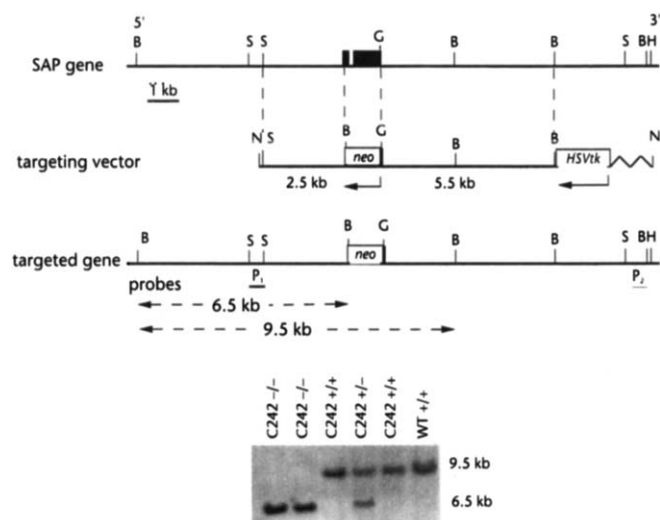 5' 3'
B S S G B B S BH
SAP gene
1 kb
N S B G B B N
targeting vector neo HSVtk
2.5 kb 5.5 kb
B S S B G B B S BH
targeted gene neo
probes P1 P2
6.5 kb
9.5 kb
C242 -/-
C242 -/-
C242 +/+
C242 +/-
C242 +/+
WT +/+
9.5 kb
6.5 kb